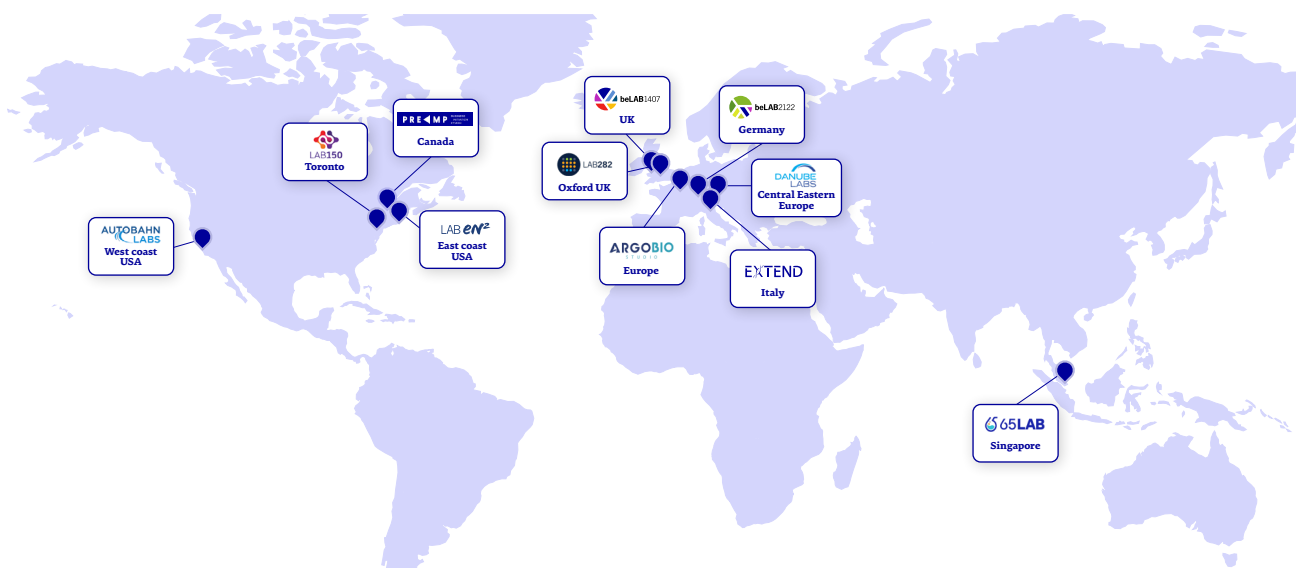 beLAB1407
UK
beLAB2122
Germany
PRE MP
Canada
LAB150
Toronto
LAB282
Oxford UK
DANUBE
LABS
Central Eastern
Europe
AUTOBAHN
LABS
West coast
USA
LAB en²
East coast
USA
ARGOBIO
STUDIO
Europe
EXTEND
Italy
65LAB
Singapore